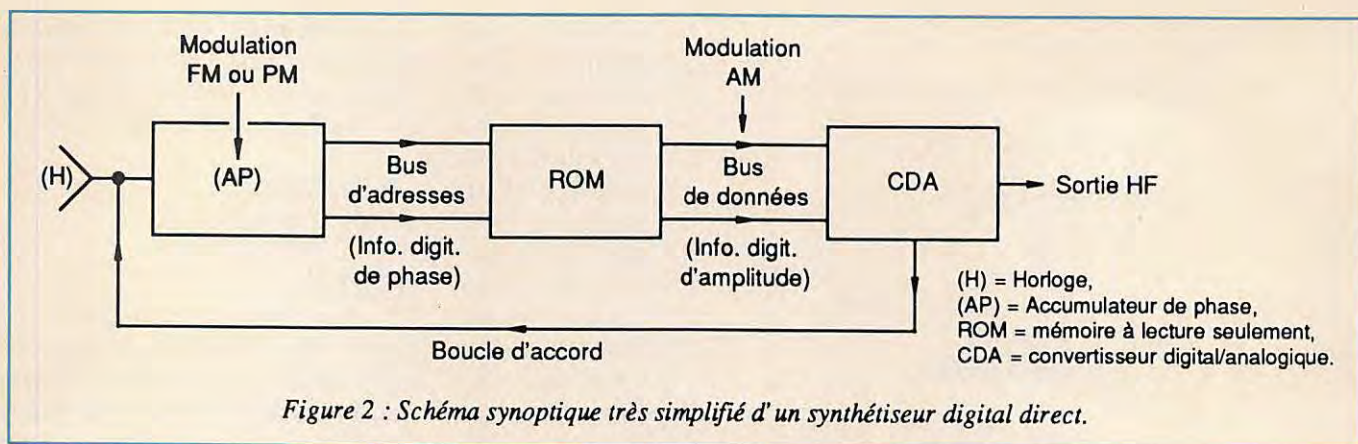 Modulation
FM ou PM
Modulation
AM
(H)
(AP)
Bus
d'adresses
(Info. digit.
de phase)
ROM
Bus
de données
(Info. digit.
d'amplitude)
CDA
Sortie HF
Boucle d'accord
(H) = Horloge,
(AP) = Accumulateur de phase,
ROM = mémoire à lecture seulement,
CDA = convertisseur digital/analogique.
Figure 2 : Schéma synoptique très simplifié d'un synthétiseur digital direct.